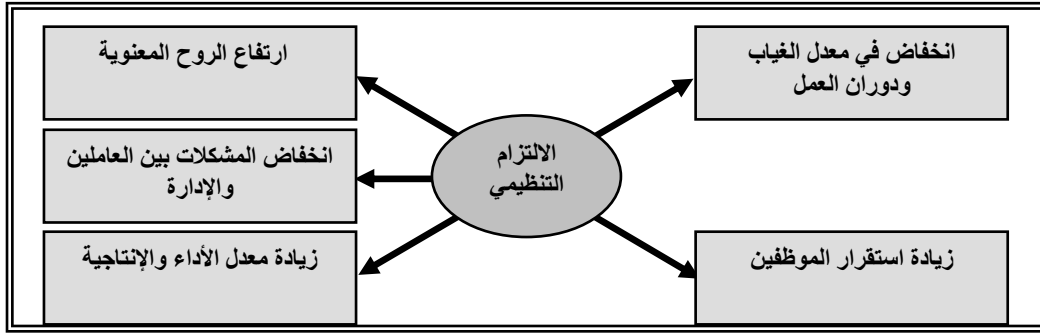 انخفاض في معدل الغياب
ودوران العمل
ارتفاع الروح المعنوية
الالتزام
التنظيمي
انخفاض المشكلات بين العاملين
والإدارة
زيادة استقرار الموظفين
زيادة معدل الأداء والإنتاجية